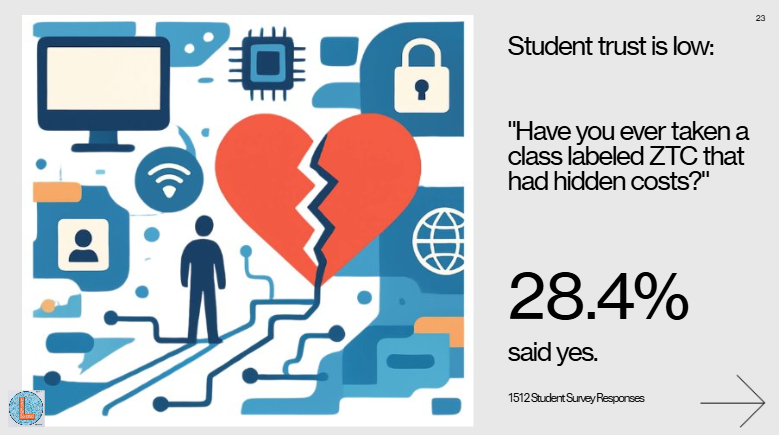 23
Student trust is low:
"Have you ever taken a
class labeled ZTC that
had hidden costs?"
28.4%
said yes.
1512 Student Survey Responses
L